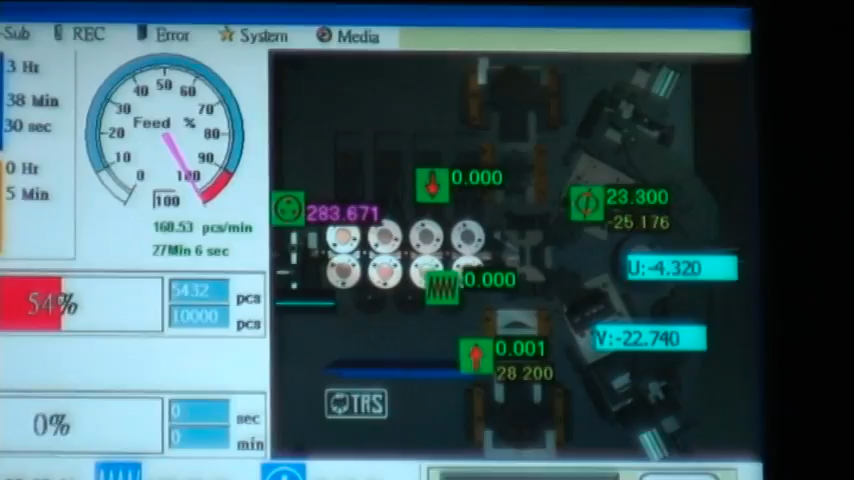 -Sub REC Error System Media
3 Hr
38 Min
30 sec
0 Hr
5 Min
0 10 20 30 40 50 60 70 80 90 100
Feed %
100
168.53 pcs/min
27Min 6 sec
54%
5432 pcs
10000 pcs
0%
0 sec
0 min
283.671
0.000
23.300
-25 176
U:-4.320
0.000
V:-22.740
0.001
28 200
TRS